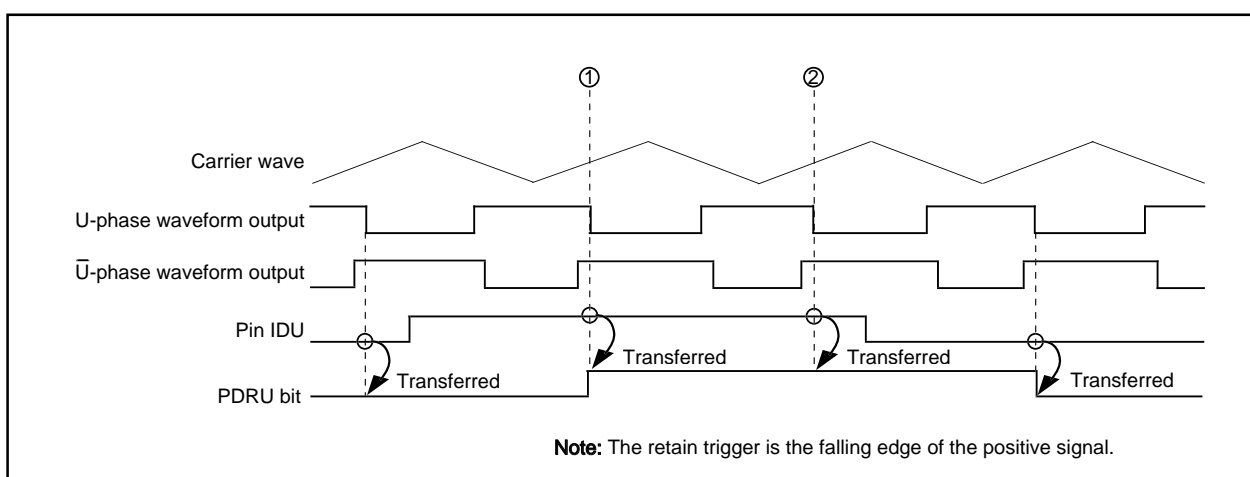 ① ②
Carrier wave
U-phase waveform output
U̅-phase waveform output
Pin IDU
Transferred Transferred
Transferred Transferred
PDRU bit
Note: The retain trigger is the falling edge of the positive signal.